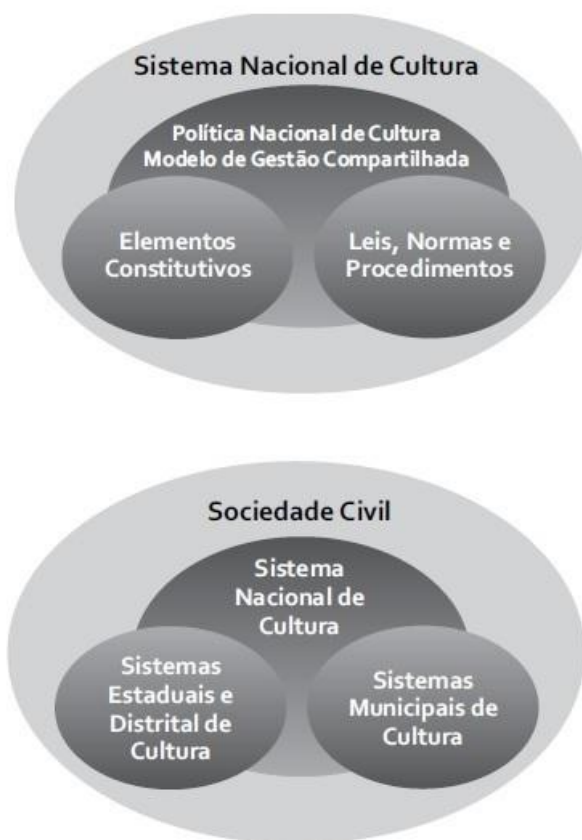 Sistema Nacional de Cultura
Política Nacional de Cultura
Modelo de Gestão Compartilhada
Elementos
Constitutivos
Leis, Normas e
Procedimentos
Sociedade Civil
Sistema
Nacional de
Cultura
Sistemas
Estaduais e
Distrital de
Cultura
Sistemas
Municipais de
Cultura